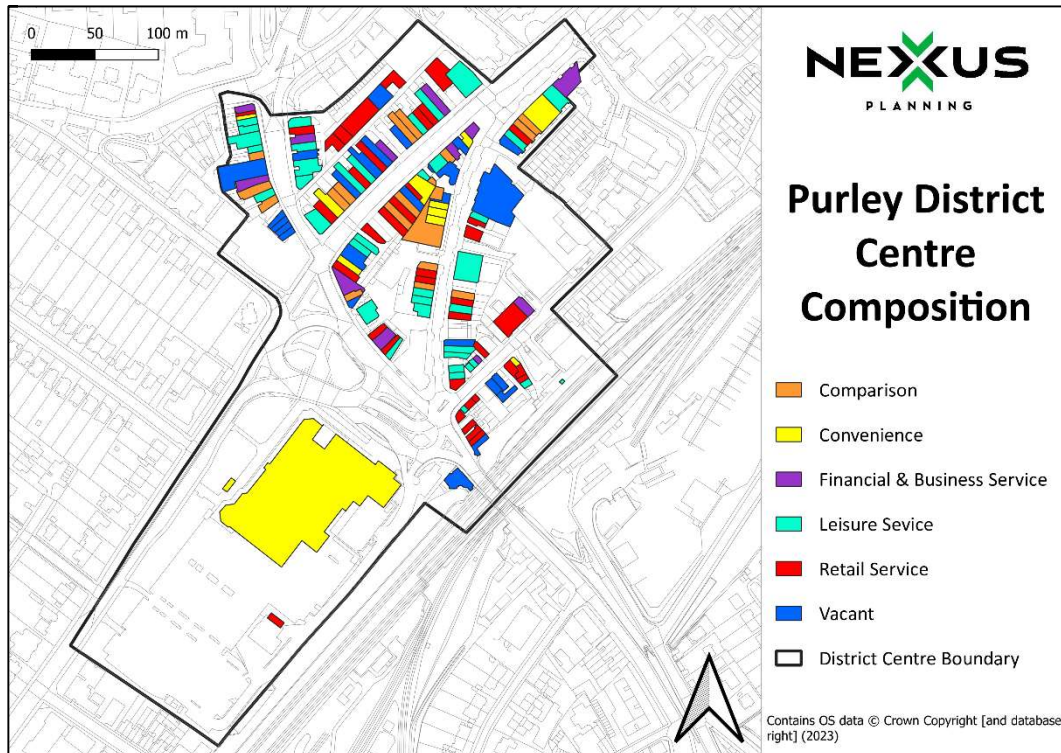 0 50 100 m
NEXUS
PLANNING
Purley District
Centre
Composition
Comparison
Convenience
Financial & Business Service
Leisure Sevice
Retail Service
Vacant
District Centre Boundary
Contains OS data © Crown Copyright [and database
right] (2023)